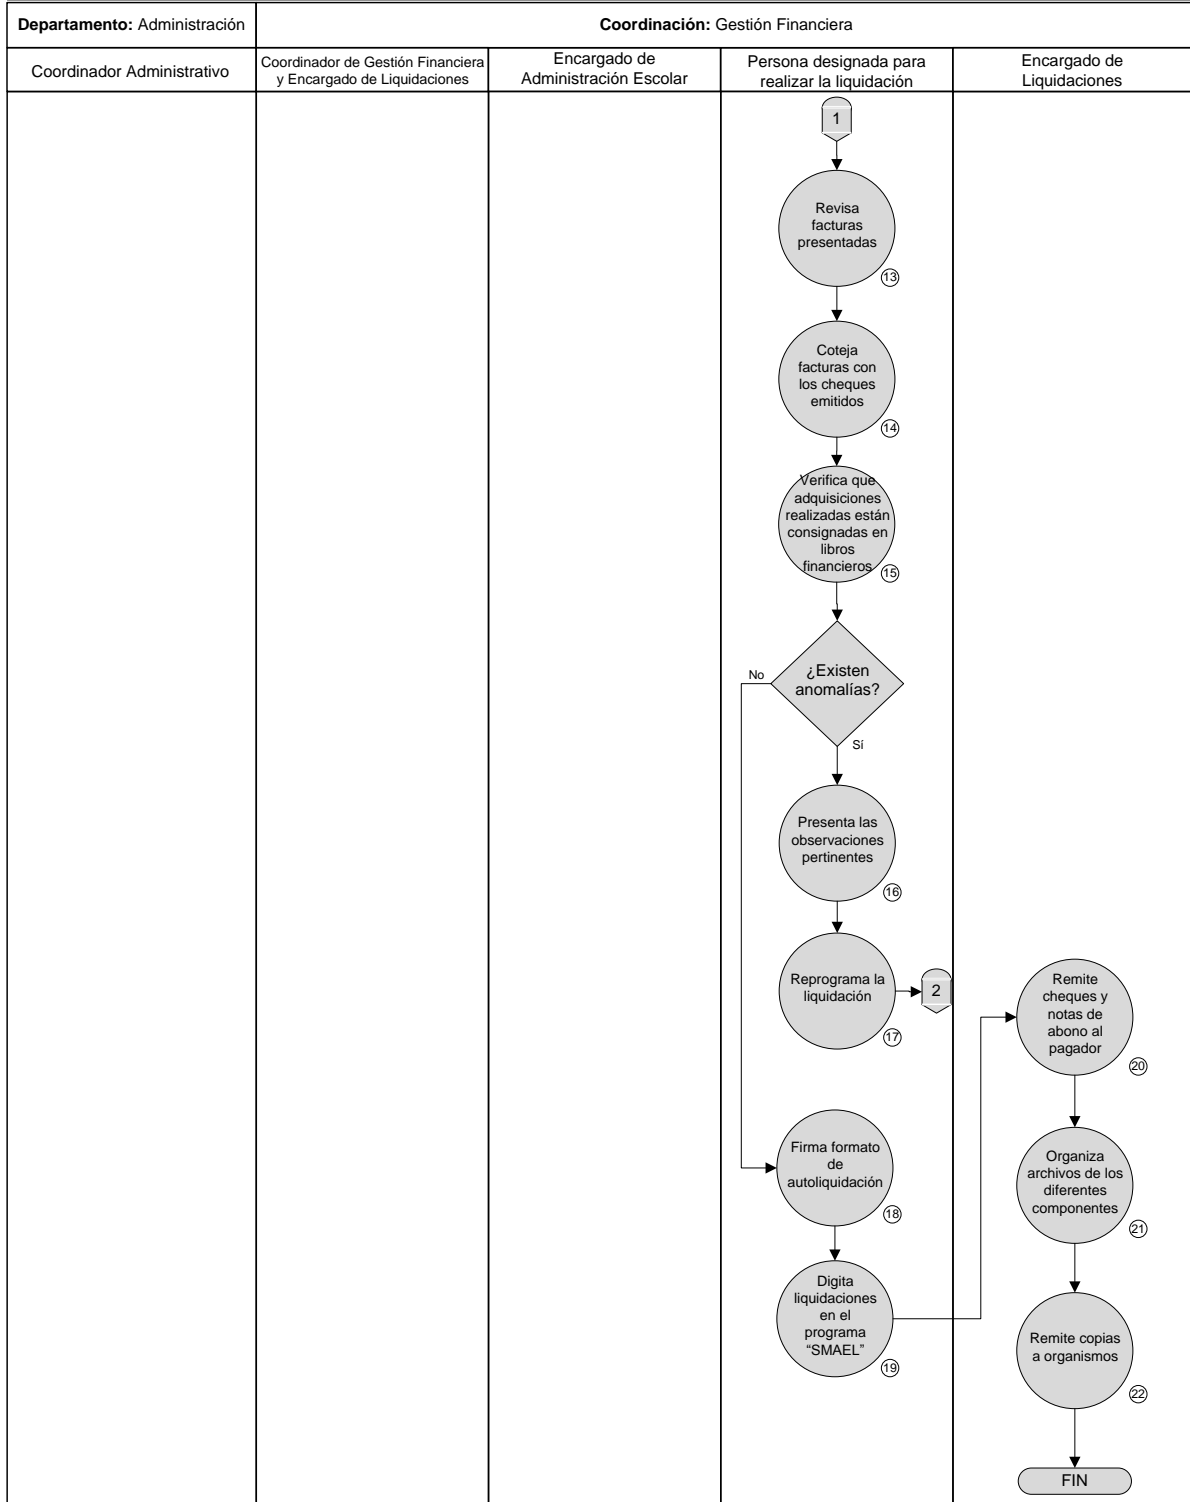 Departamento: Administración
Coordinación: Gestión Financiera
Coordinador Administrativo
Coordinador de Gestión Financiera
y Encargado de Liquidaciones
Encargado de
Administración Escolar
Persona designada para
realizar la liquidación
Encargado de
Liquidaciones
1
Revisa
facturas
presentadas
13
Coteja
facturas con
los cheques
emitidos
14
Verifica que
adquisiciones
realizadas están
consignadas en
libros
financieros
15
¿Existen
anomalías?
No
Sí
Presenta las
observaciones
pertinentes
16
Reprograma la
liquidación
17
2
Firma formato
de
autoliquidación
18
Digita
liquidaciones
en el
programa
“SMAEL”
19
Remite
cheques y
notas de
abono al
pagador
20
Organiza
archivos de los
diferentes
componentes
21
Remite copias
a organismos
22
FIN